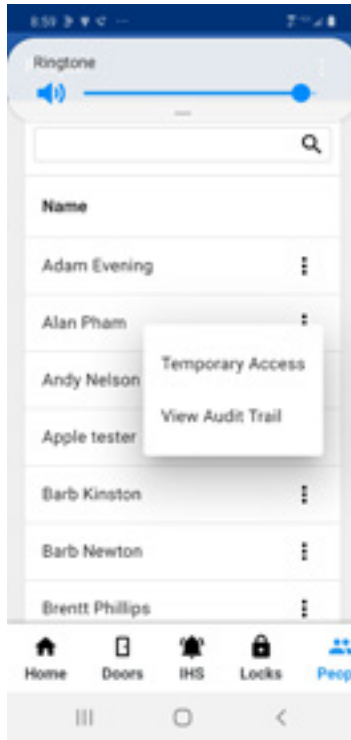 8:59
Ringtone
Name
Adam Evening
Alan Pham
Temporary Access
Andy Nelson
View Audit Trail
Apple tester
Barb Kinston
Barb Newton
Brentt Phillips
Home Doors IHS Locks Peop